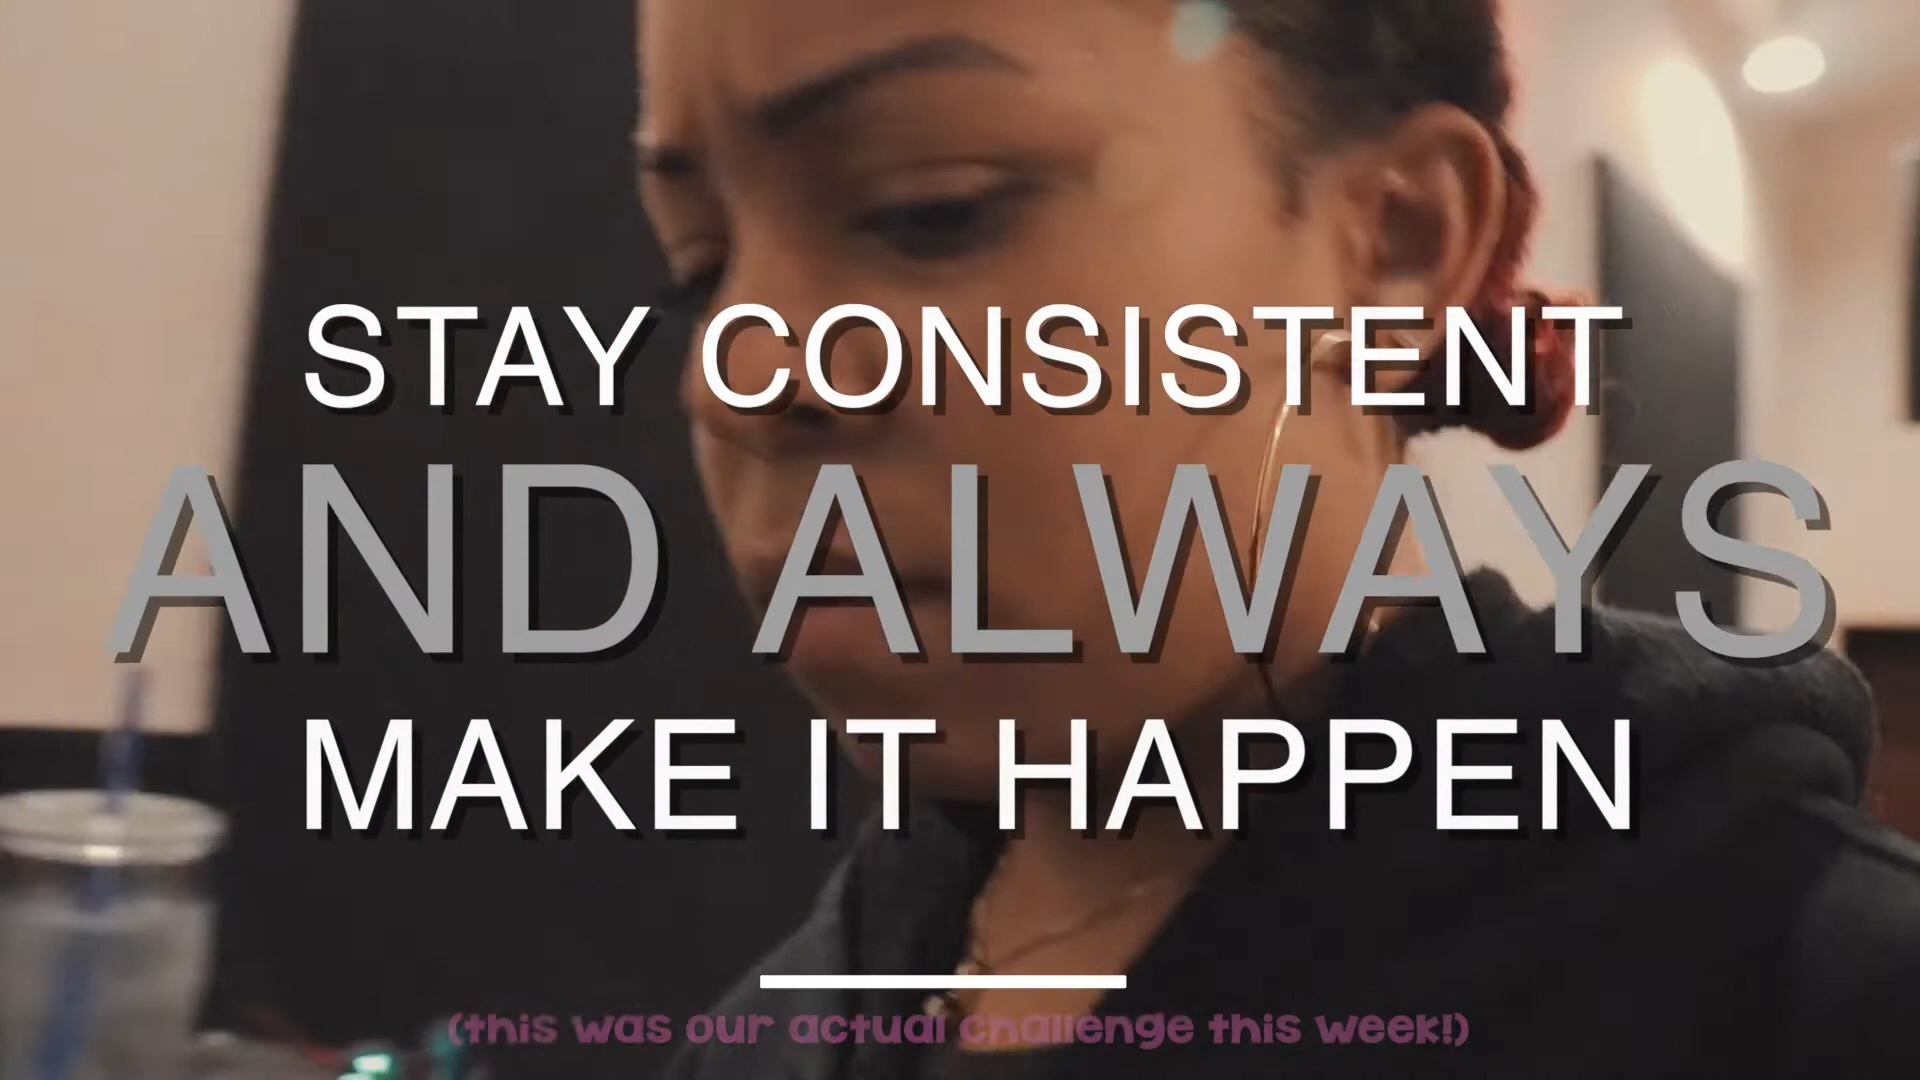 STAY CONSISTENT
AND ALWAYS
MAKE IT HAPPEN
(this was our actual challenge this week!)